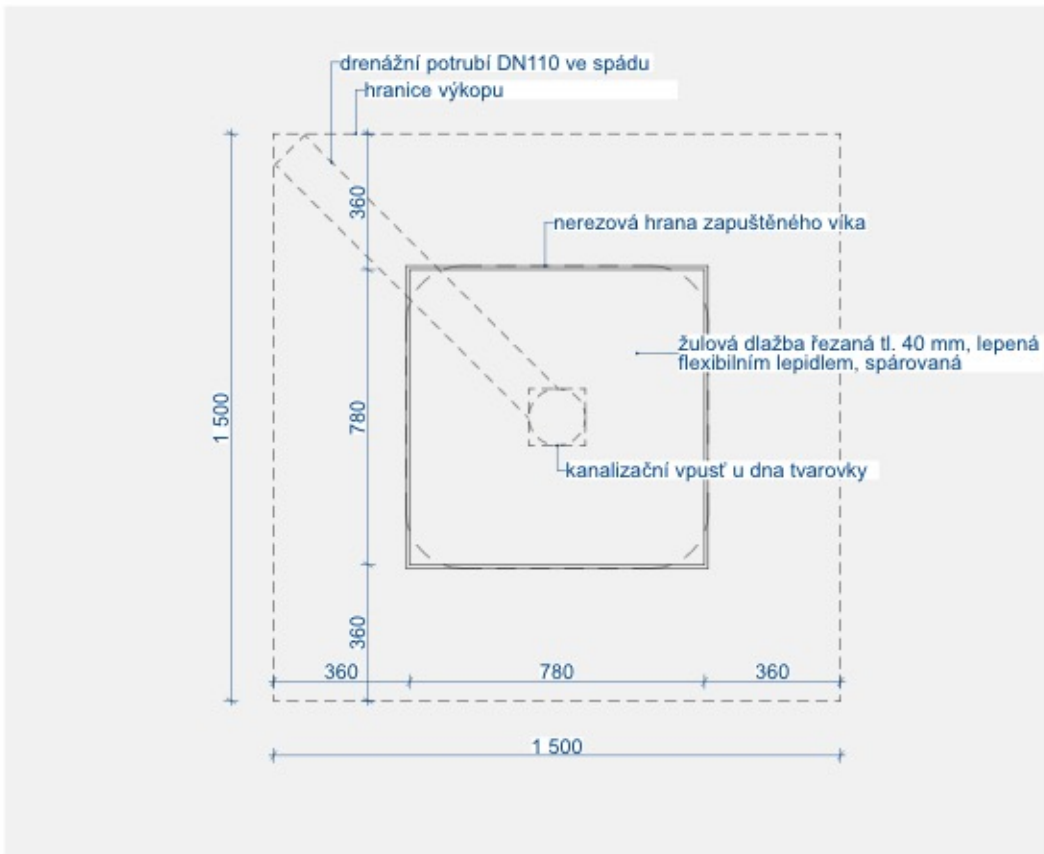 drenážní potrubí DN110 ve spádu
hranice výkopu
360
nerezová hrana zapuštěného víka
žulová dlažba řezaná tl. 40 mm, lepená
flexibilním lepidlem, spárovaná
1 500
780
kanalizační vpusť u dna tvarovky
360
360
780
360
1 500